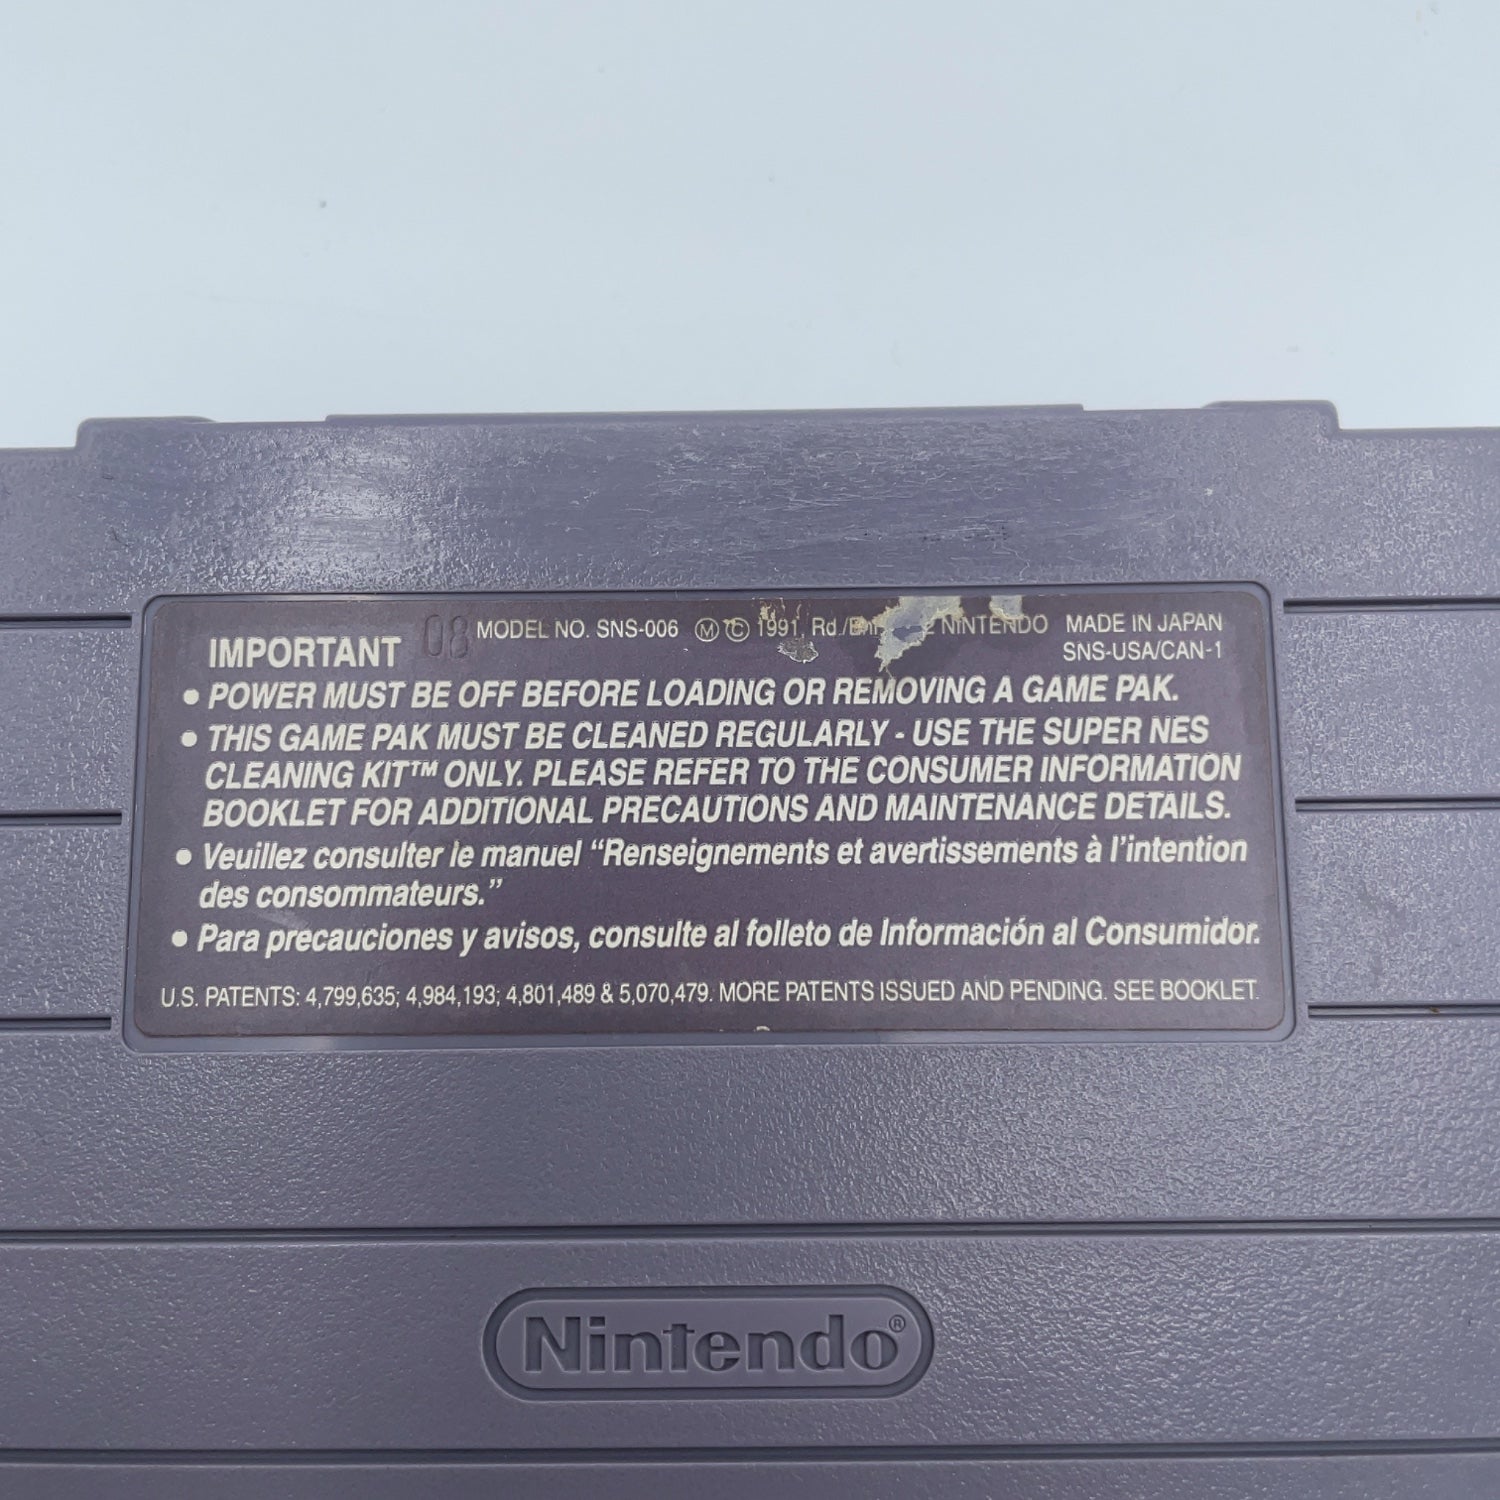 IMPORTANT 08 MODEL NO. SNS-006 Ⓜ © 1991, Rd./ NINTENDO MADE IN JAPAN
SNS-USA/CAN-1
• POWER MUST BE OFF BEFORE LOADING OR REMOVING A GAME PAK.
• THIS GAME PAK MUST BE CLEANED REGULARLY - USE THE SUPER NES
CLEANING KIT™ ONLY. PLEASE REFER TO THE CONSUMER INFORMATION
BOOKLET FOR ADDITIONAL PRECAUTIONS AND MAINTENANCE DETAILS.
• Veuillez consulter le manuel “Renseignements et avertissements à l’intention
des consommateurs.”
• Para precauciones y avisos, consulte al folleto de Información al Consumidor.
U.S. PATENTS: 4,799,635; 4,984,193; 4,801,489 & 5,070,479. MORE PATENTS ISSUED AND PENDING. SEE BOOKLET.
Nintendo®